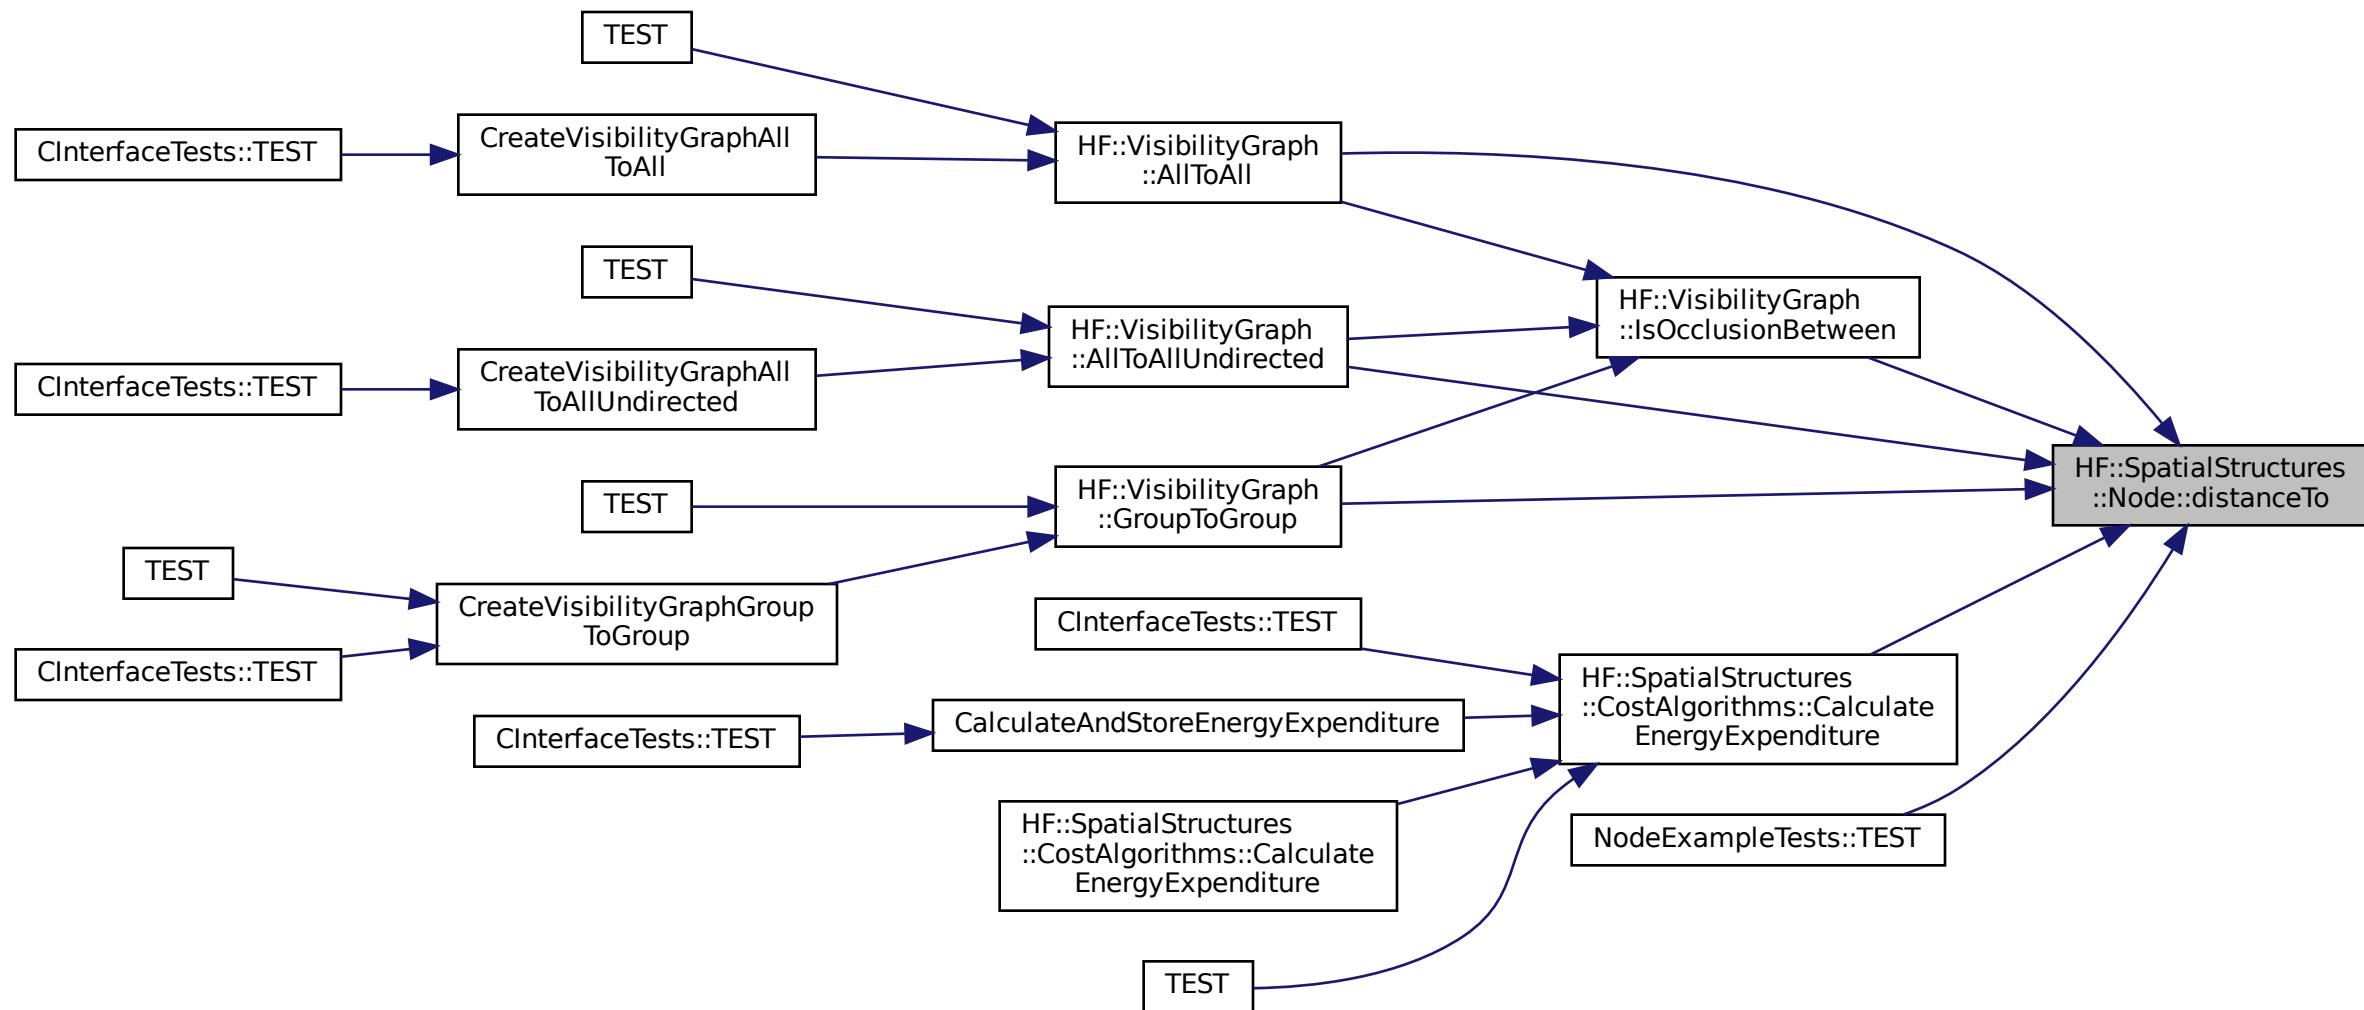 TEST
CInterfaceTests::TEST
CreateVisibilityGraphAll
ToAll
HF::VisibilityGraph
::AllToAll
TEST
CInterfaceTests::TEST
CreateVisibilityGraphAll
ToAllUndirected
HF::VisibilityGraph
::AllToAllUndirected
HF::VisibilityGraph
::IsOcclusionBetween
HF::SpatialStructures
::Node::distanceTo
TEST
HF::VisibilityGraph
::GroupToGroup
TEST
CInterfaceTests::TEST
CreateVisibilityGraphGroup
ToGroup
CInterfaceTests::TEST
CInterfaceTests::TEST
CalculateAndStoreEnergyExpenditure
HF::SpatialStructures
::CostAlgorithms::Calculate
EnergyExpenditure
HF::SpatialStructures
::CostAlgorithms::Calculate
EnergyExpenditure
NodeExampleTests::TEST
TEST